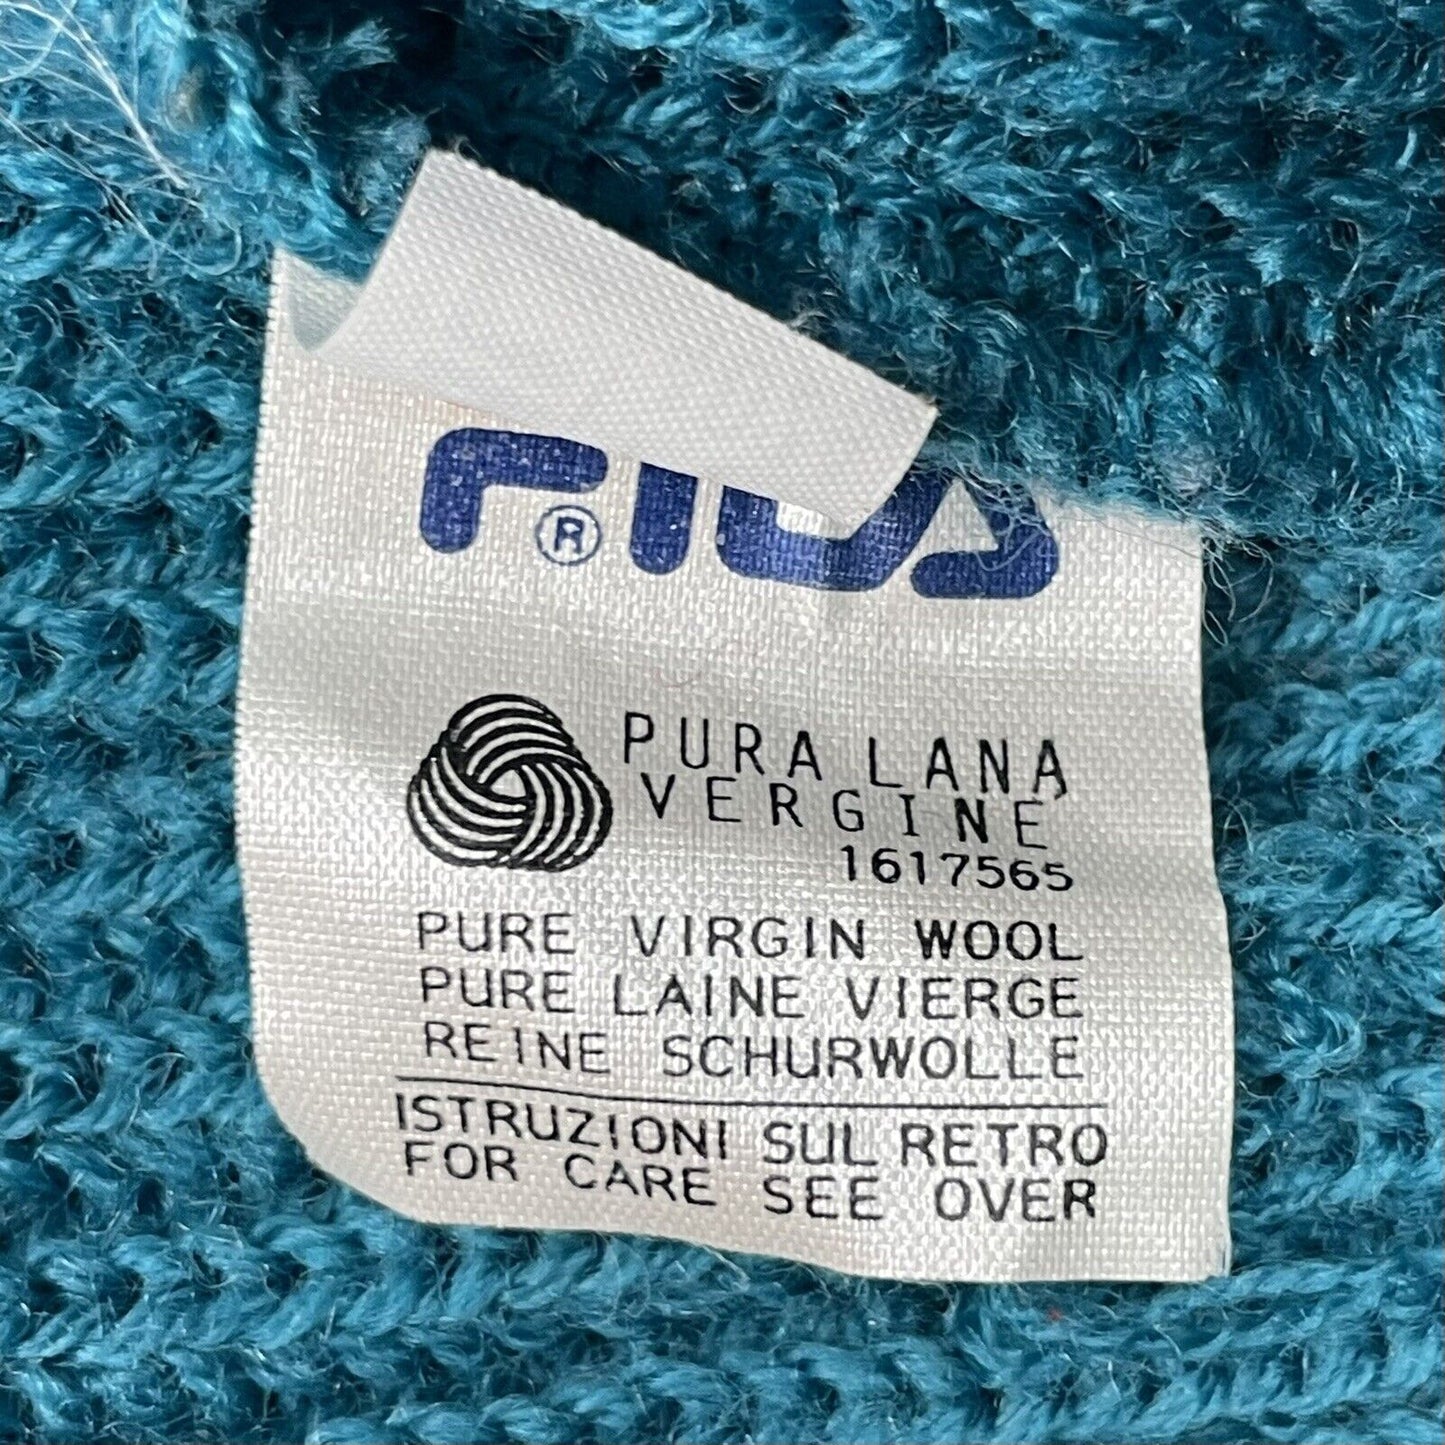 FILA
®
PURA LANA
VERGINE
1617565
PURE VIRGIN WOOL
PURE LAINE VIERGE
REINE SCHURWOLLE
ISTRUZIONI SUL RETRO
FOR CARE SEE OVER